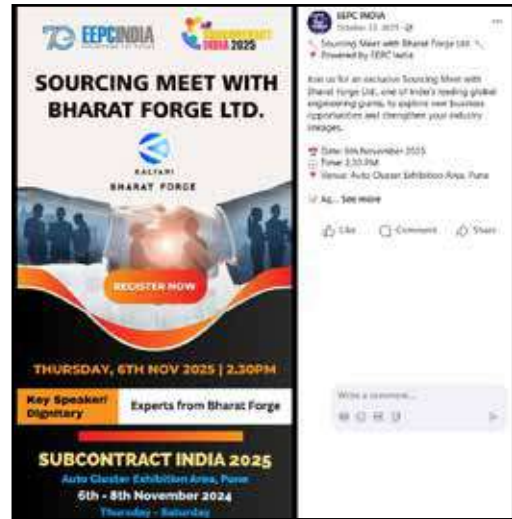 70 EEPCINDIA
SUBCONTRACT
INDIA 2025
SOURCING MEET WITH
BHARAT FORGE LTD.
KALYANI
BHARAT FORGE
REGISTER NOW
THURSDAY, 6TH NOV 2025 | 2.30PM
Key Speaker/
Dignitary
Experts from Bharat Forge
SUBCONTRACT INDIA 2025
Auto Cluster Exhibition Area, Pune
6th - 8th November 2024
Thursday - Saturday
EEPC INDIA
October 2025
Sourcing Meet with Bharat Forge Ltd.
Powered by EEPC India
Join us for an exclusive Sourcing Meet with
Bharat Forge Ltd., one of India's leading global
engineering giants, to explore new business
opportunities and strengthen your industry
linkages.
Date: 6th November 2025
Time: 2.30 PM
Venue: Auto Cluster Exhibition Area, Pune
Ag... See more
Like
Comment
Share
Write a comment...